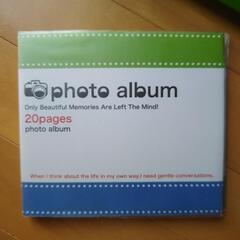 photo album
Only Beautiful Memories Are Left The Mind!
20pages
photo album
When I think about the life in my own way,I need gentle conversations.